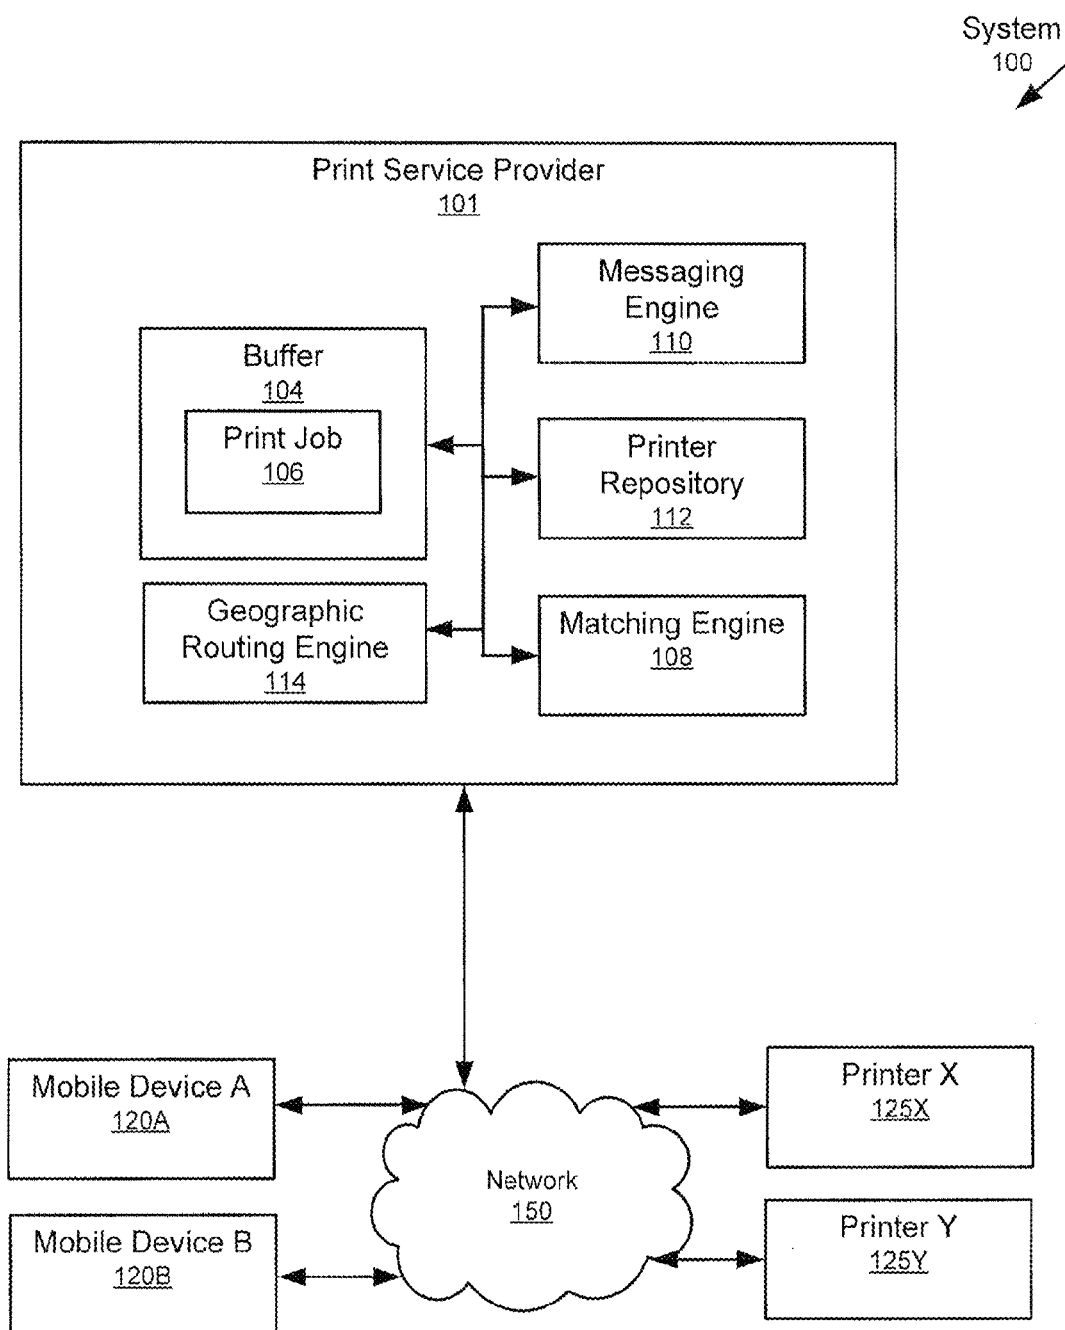 System
100
Print Service Provider
101
Messaging
Engine
110
Buffer
104
Print Job
106
Printer
Repository
112
Geographic
Routing Engine
114
Matching Engine
108
Mobile Device A
120A
Printer X
125X
Network
150
Mobile Device B
120B
Printer Y
125Y